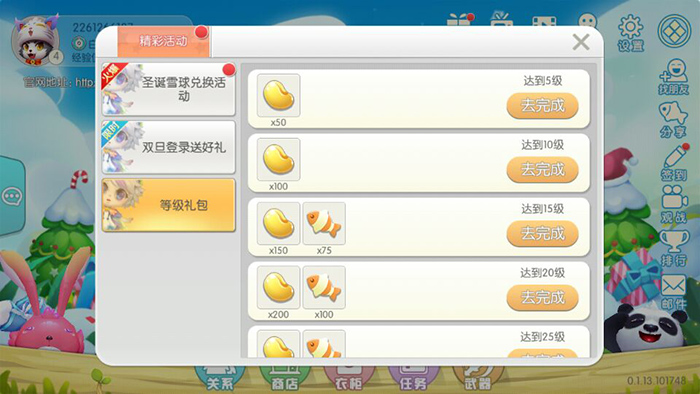 精彩活动
4
设置
官网地址: http:
火爆
圣诞雪球兑换活
动
限时
双旦登录送好礼
等级礼包
x50
达到5级
去完成
x100
达到10级
去完成
x150
x75
达到15级
去完成
x200
x100
达到20级
去完成
达到25级
去完成
找朋友
分享
签到
观战
排行
邮件
关系
商店
衣柜
任务
武器
0.1.13.101748